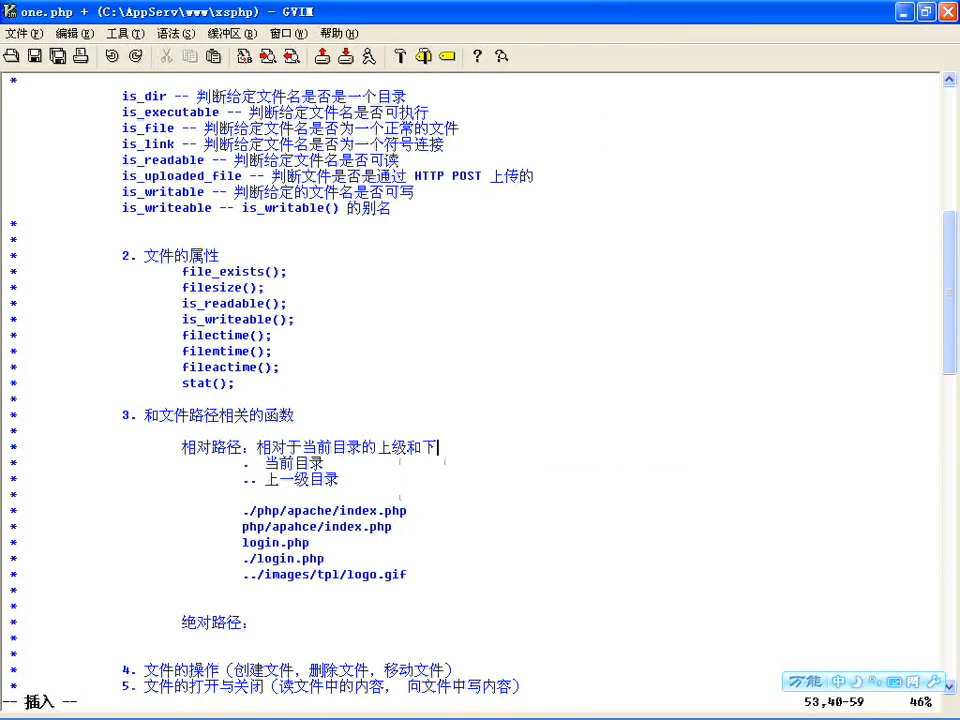 one.php + (C:\AppServ\www\xsphp) - GVIM
文件(F) 编辑(E) 工具(T) 语法(S) 缓冲区(B) 窗口(W) 帮助(H)
*
is_dir -- 判断给定文件名是否是一个目录
is_executable -- 判断给定文件名是否可执行
is_file -- 判断给定文件名是否为一个正常的文件
is_link -- 判断给定文件名是否为一个符号连接
is_readable -- 判断给定文件名是否可读
is_uploaded_file -- 判断文件是否是通过 HTTP POST 上传的
is_writable -- 判断给定的文件名是否可写
is_writeable -- is_writable() 的别名
*
*
* 2. 文件的属性
* file_exists();
* filesize();
* is_readable();
* is_writeable();
* filectime();
* filemtime();
* fileactime();
* stat();
*
* 3. 和文件路径相关的函数
*
* 相对路径：相对于当前目录的上级和下
* . 当前目录
* .. 上一级目录
*
* ./php/apache/index.php
* php/apahce/index.php
* login.php
* ./login.php
* ../images/tpl/logo.gif
*
*
* 绝对路径：
*
*
* 4. 文件的操作（创建文件，删除文件，移动文件）
* 5. 文件的打开与关闭（读文件中的内容， 向文件中写内容）
万能 中
-- 插入 -- 53,40-59 46%